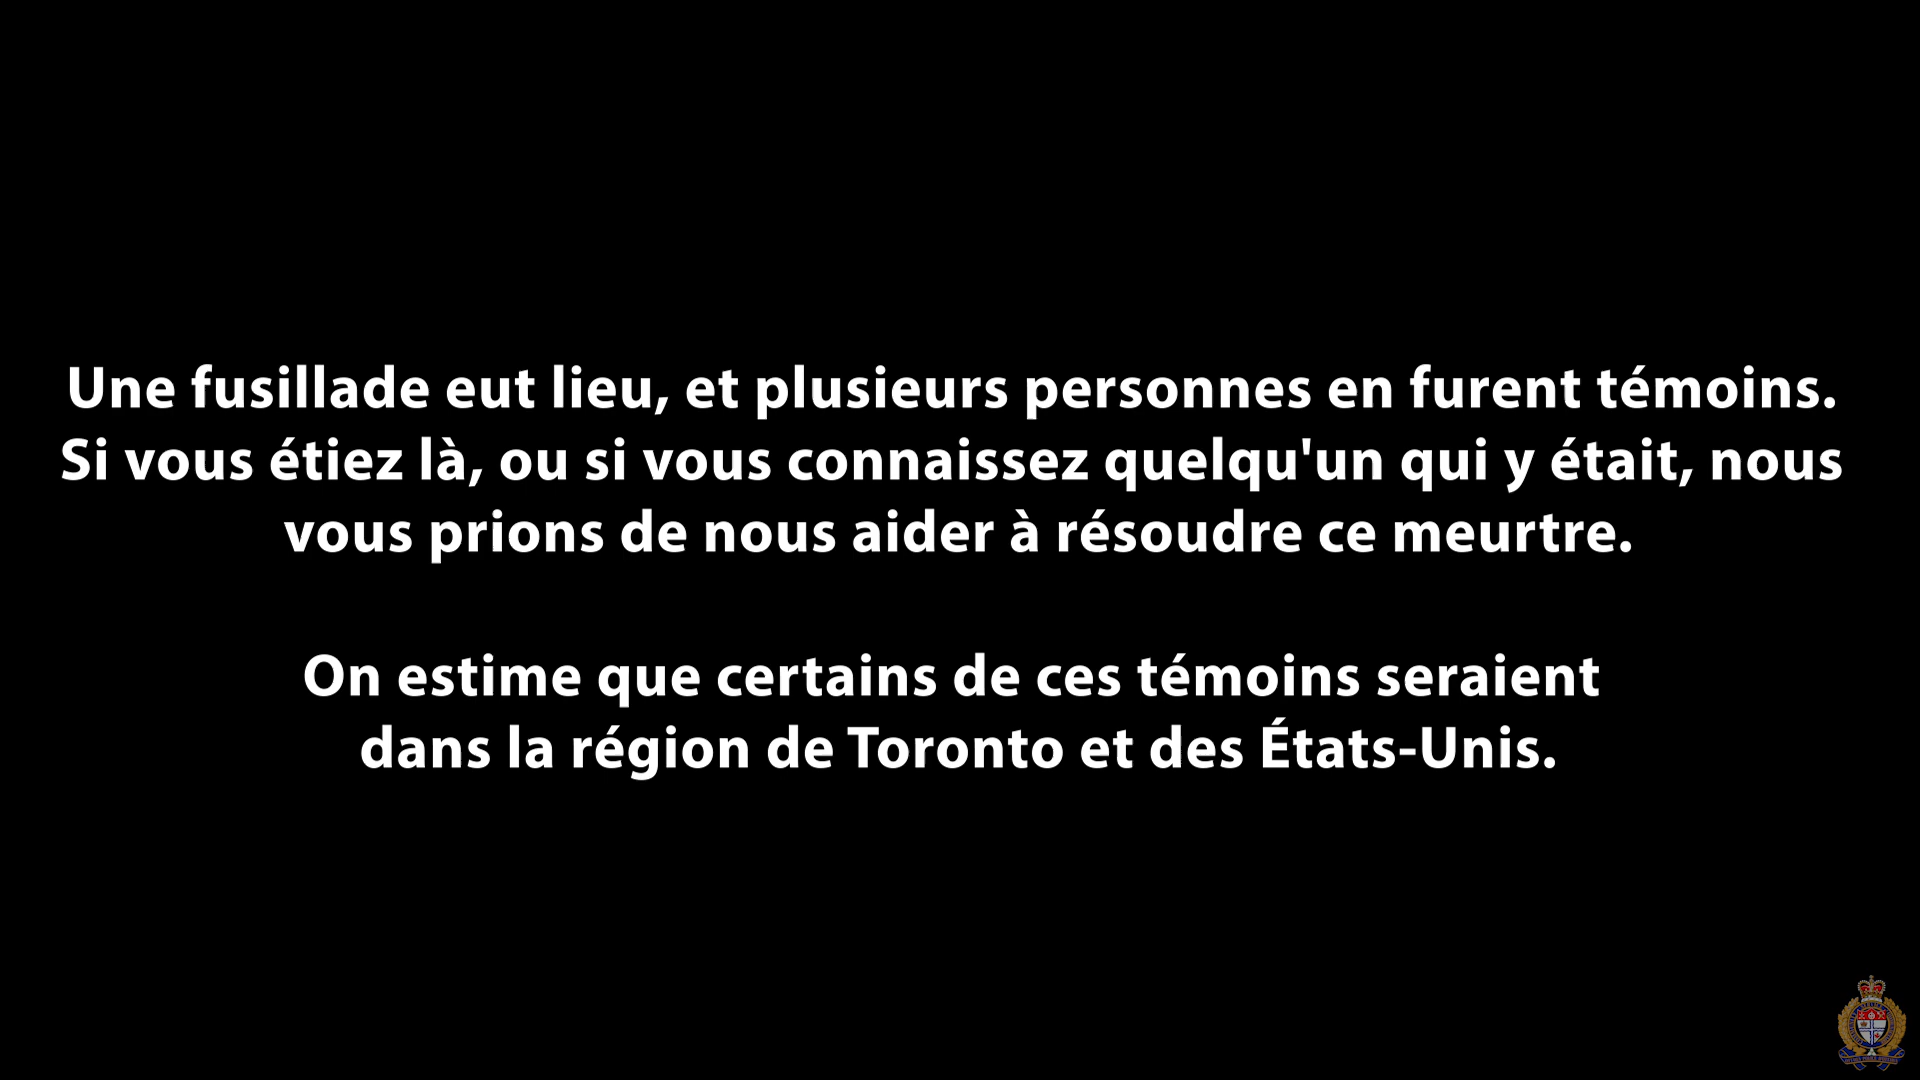 Une fusillade eut lieu, et plusieurs personnes en furent témoins.
Si vous étiez là, ou si vous connaissez quelqu'un qui y était, nous
vous prions de nous aider à résoudre ce meurtre.
On estime que certains de ces témoins seraient
dans la région de Toronto et des États-Unis.